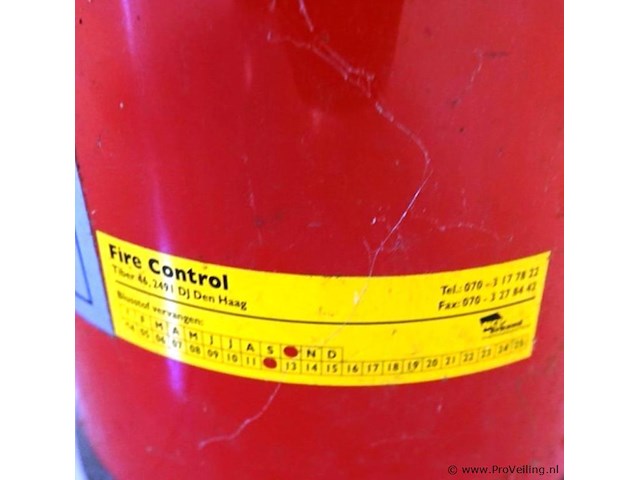 Fire Control
Tiber 46, 2491 DJ Den Haag
Tel.: 070 - 3 17 78 22
Fax: 070 - 3 27 84 42
Blusstof vervangen:
J F M A M J J A S N D
04 05 06 07 08 09 10 11 13 14 15 16 17 18 19 20 21 22 23 24 25
© www.ProVeiling.nl